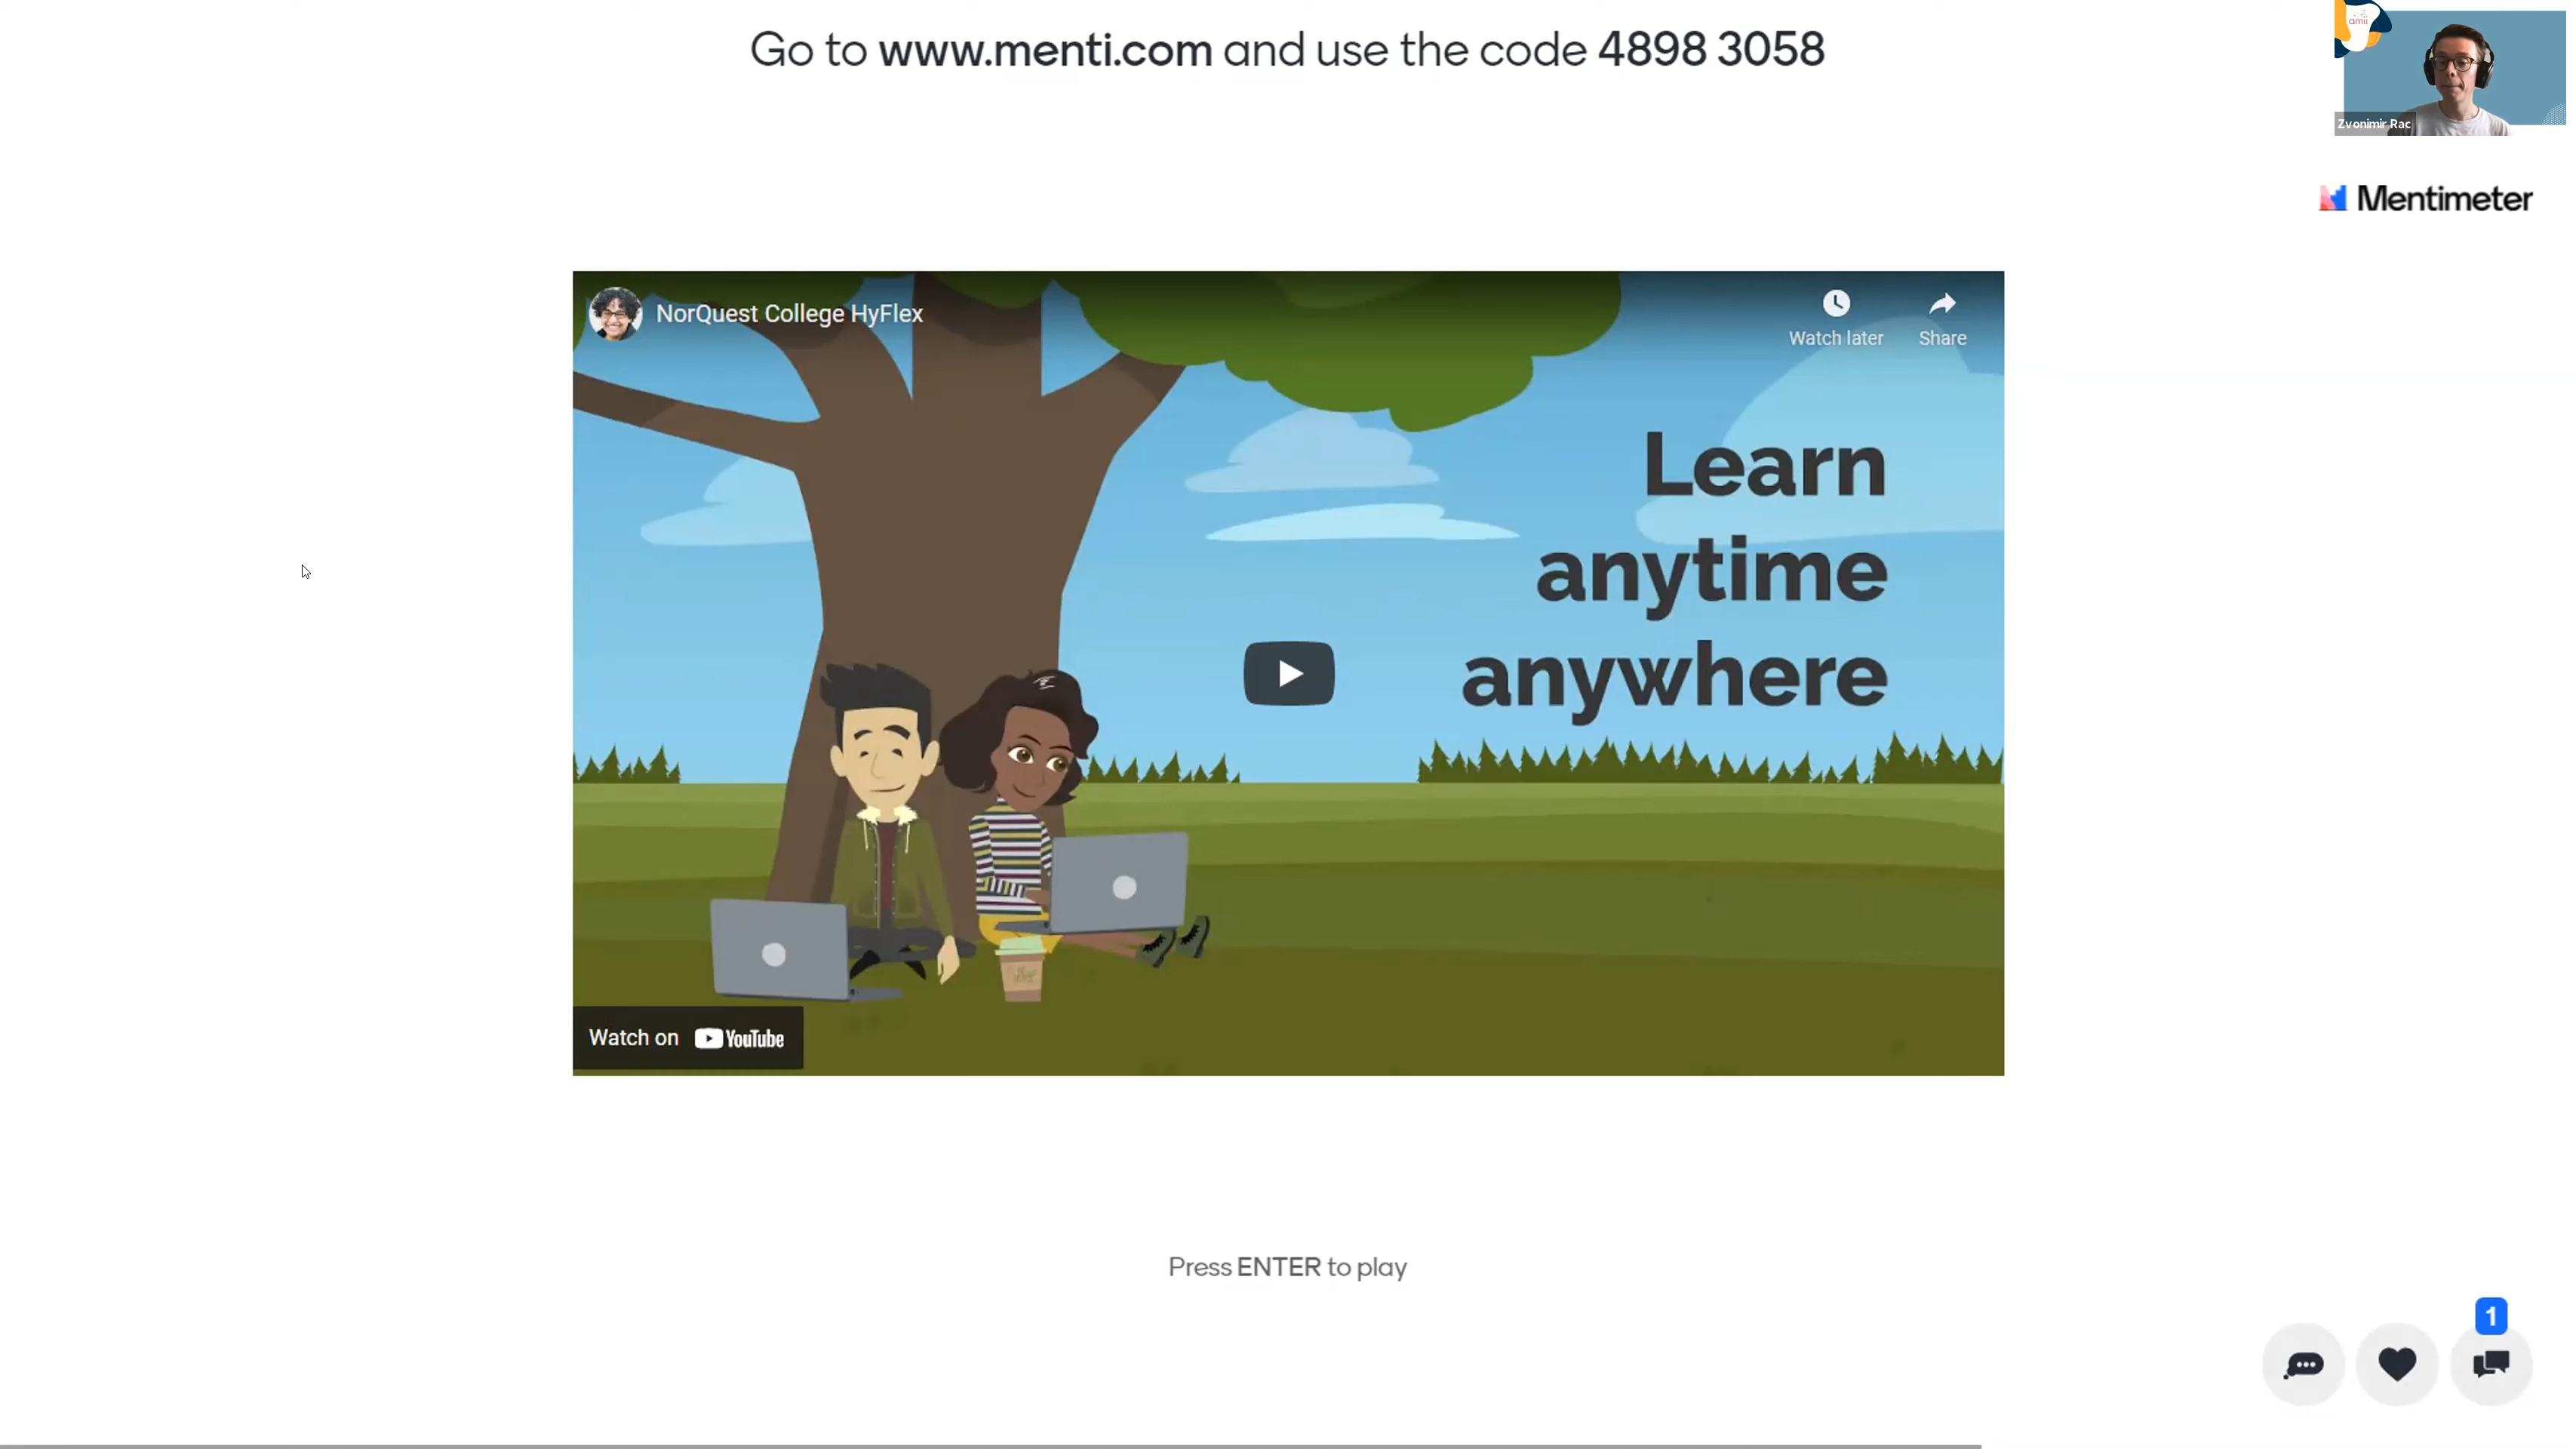 Go to www.menti.com and use the code 4898 3058
amii
Zvonimir Rac
Mentimeter
NorQuest College HyFlex
Watch later
Share
Learn
anytime
anywhere
Watch on YouTube
Press ENTER to play
1